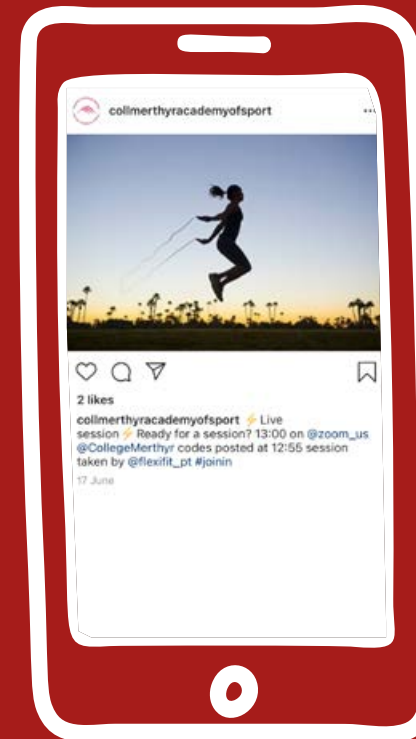 collmerthyracademyofsport
2 likes
collmerthyracademyofsport ⚡ Live
session ⚡ Ready for a session? 13:00 on @zoom_us
@CollegeMerthyr codes posted at 12:55 session
taken by @flexifit_pt #joinin
17 June